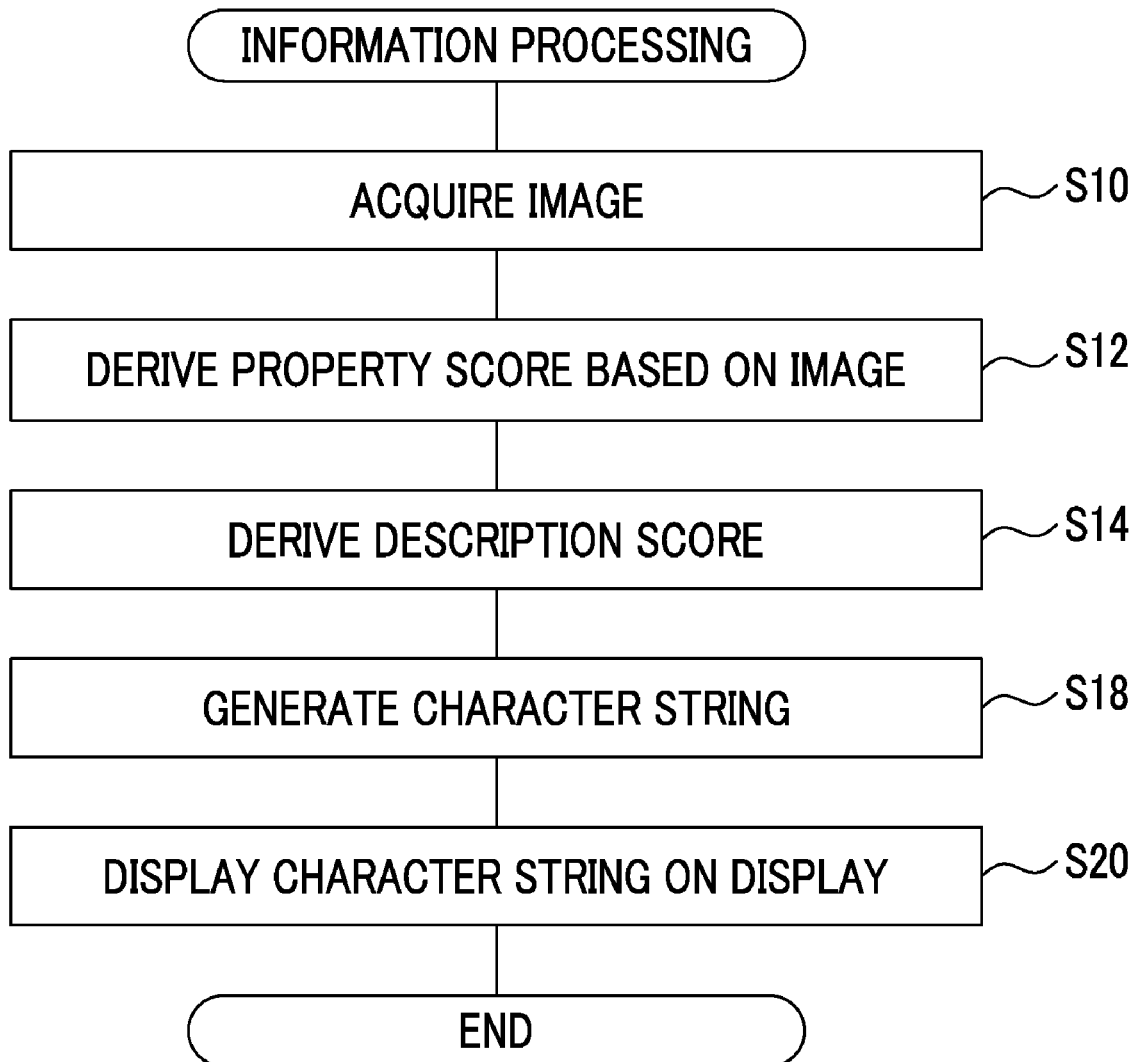 INFORMATION PROCESSING
ACQUIRE IMAGE
S10
DERIVE PROPERTY SCORE BASED ON IMAGE
S12
DERIVE DESCRIPTION SCORE
S14
GENERATE CHARACTER STRING
S18
DISPLAY CHARACTER STRING ON DISPLAY
S20
END